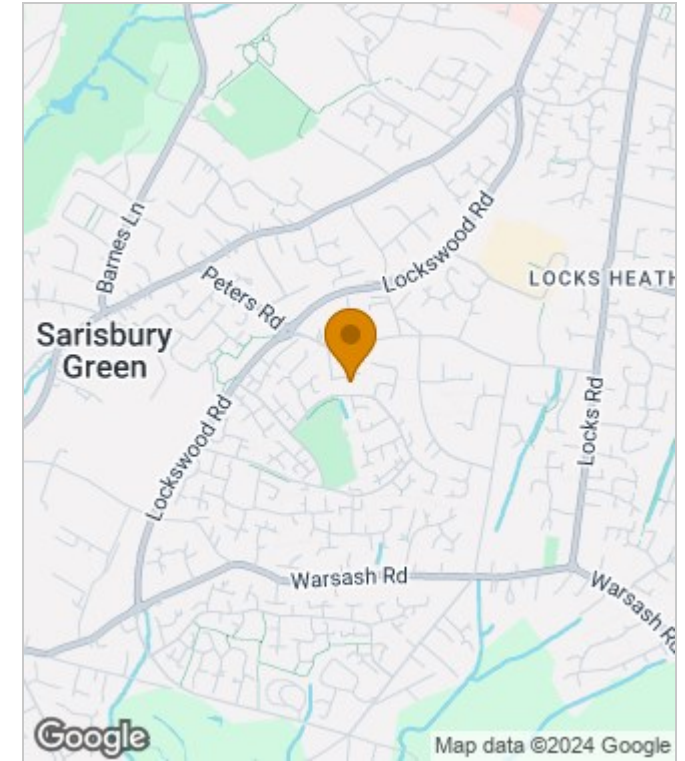 Barnes Ln
Lockswood Rd
Peters Rd
LOCKS HEATH
Sarisbury
Green
Lockswood Rd
Locks Rd
Warsash Rd
Warsash Rd
Google
Map data ©2024 Google